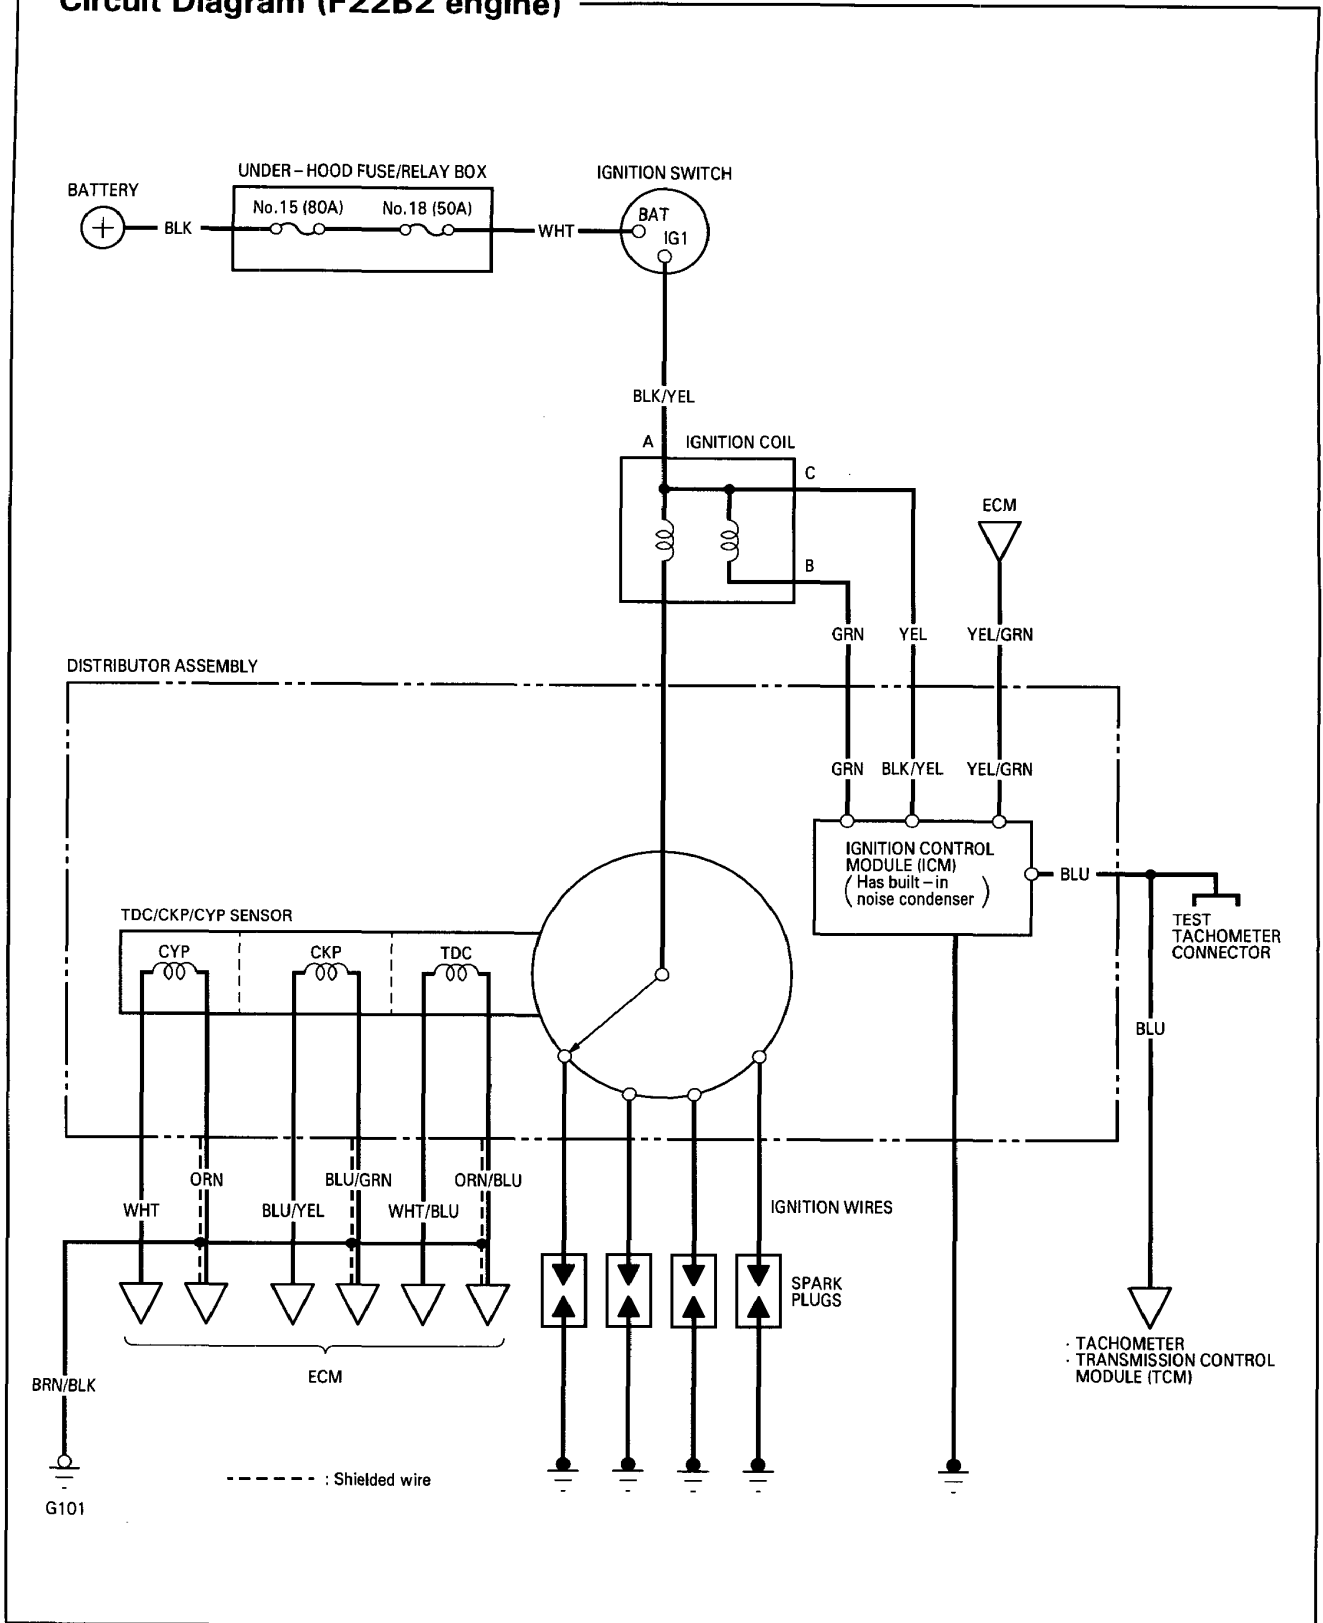 Circuit Diagram (F22B2 engine)
UNDER-HOOD FUSE/RELAY BOX
IGNITION SWITCH
BATTERY
No.15 (80A)
No.18 (50A)
BAT
+
BLK
WHT
IG1
BLK/YEL
A
IGNITION COIL
C
ECM
B
GRN
YEL
YEL/GRN
DISTRIBUTOR ASSEMBLY
GRN
BLK/YEL
YEL/GRN
IGNITION CONTROL
MODULE (ICM)
(Has built-in
noise condenser)
BLU
TDC/CKP/CYP SENSOR
TEST
TACHOMETER
CONNECTOR
CYP
CKP
TDC
BLU
ORN
BLU/GRN
ORN/BLU
WHT
BLU/YEL
WHT/BLU
IGNITION WIRES
SPARK
PLUGS
· TACHOMETER
· TRANSMISSION CONTROL
MODULE (TCM)
ECM
BRN/BLK
: Shielded wire
G101